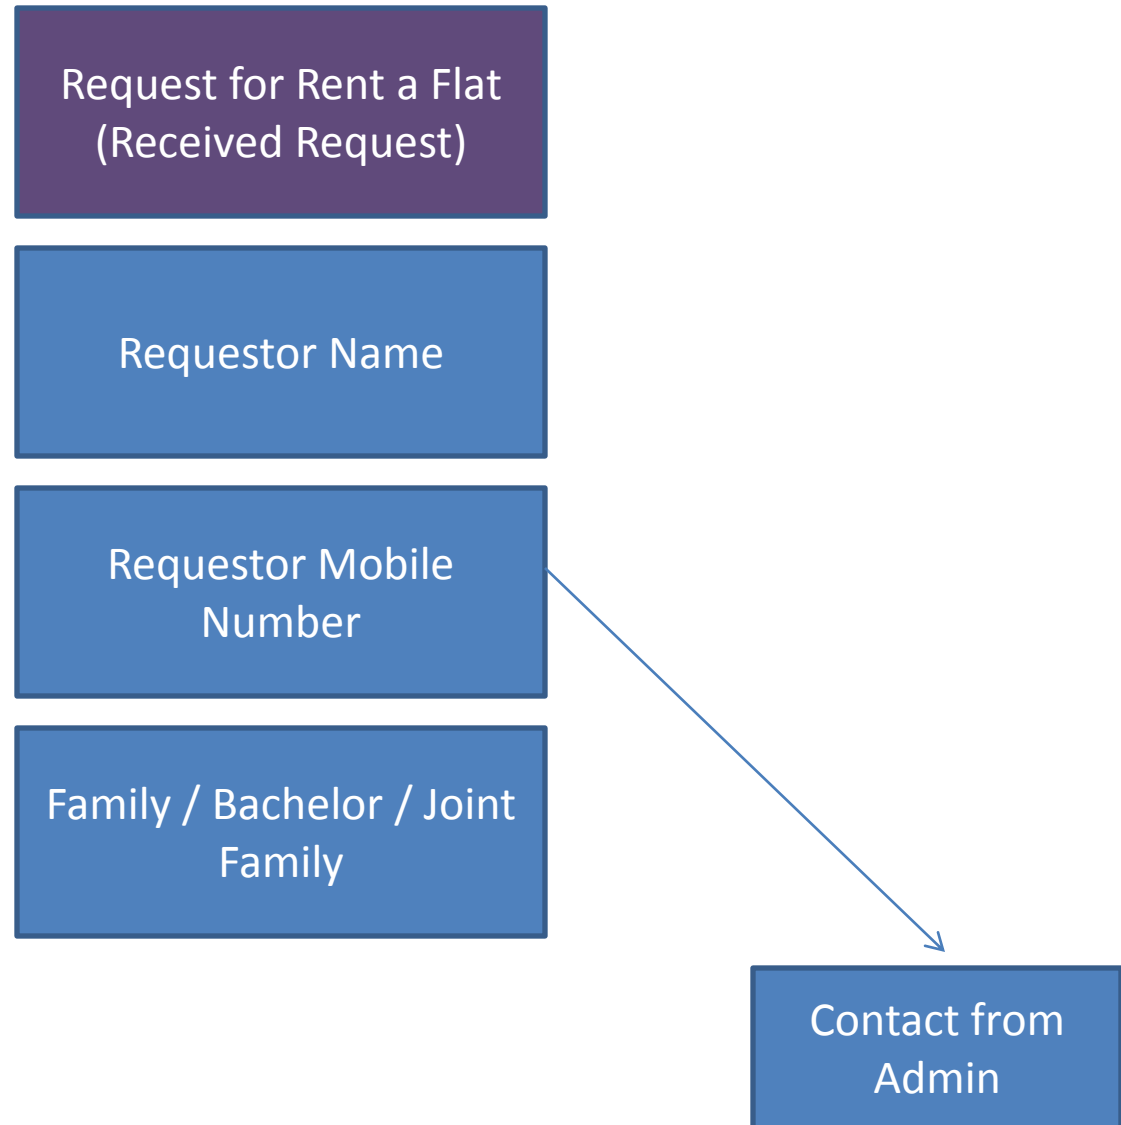 Request for Rent a Flat
(Received Request)
Requestor Name
Requestor Mobile
Number
Family / Bachelor / Joint
Family
Contact from
Admin